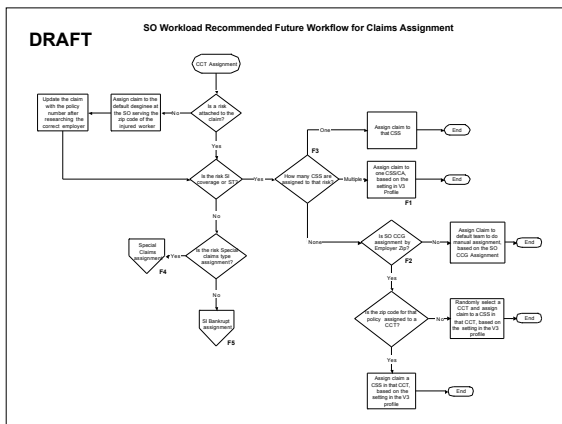 SO Workload Recommended Future Workflow for Claims Assignment
DRAFT
CCT Assignment
Is a risk
attached to the
claim?
No
Assign claim to the
default desginee at
the SO serving the
zip code of the
injured worker
Update the claim
with the policy
number after
researching the
correct employer
Yes
Is the risk SI
coverage or ST?
Yes
How many CSS are
assigned to that risk?
F3
One
Assign claim to
that CSS
End
Multiple
Assign claim to
one CSS/CA,
based on the
setting in V3
Profile
F1
End
None
Is SO CCG
assignment by
Employer Zip?
F2
No
Assign Claim to
default team to do
manual assignment,
based on the SO
CCG Assignment
End
Yes
Is the zip code for that
policy assigned to a
CCT?
No
Randomly select a
CCT and assign
claim to a CSS in
that CCT, based on
the setting in the V3
profile
End
Yes
Assign claim a
CSS in that CCT,
based on the
setting in the V3
profile
End
No
Is the risk Special
claims type
assignment?
Yes
Special
Claims
assignment
F4
No
SI Bankrupt
assignment
F5